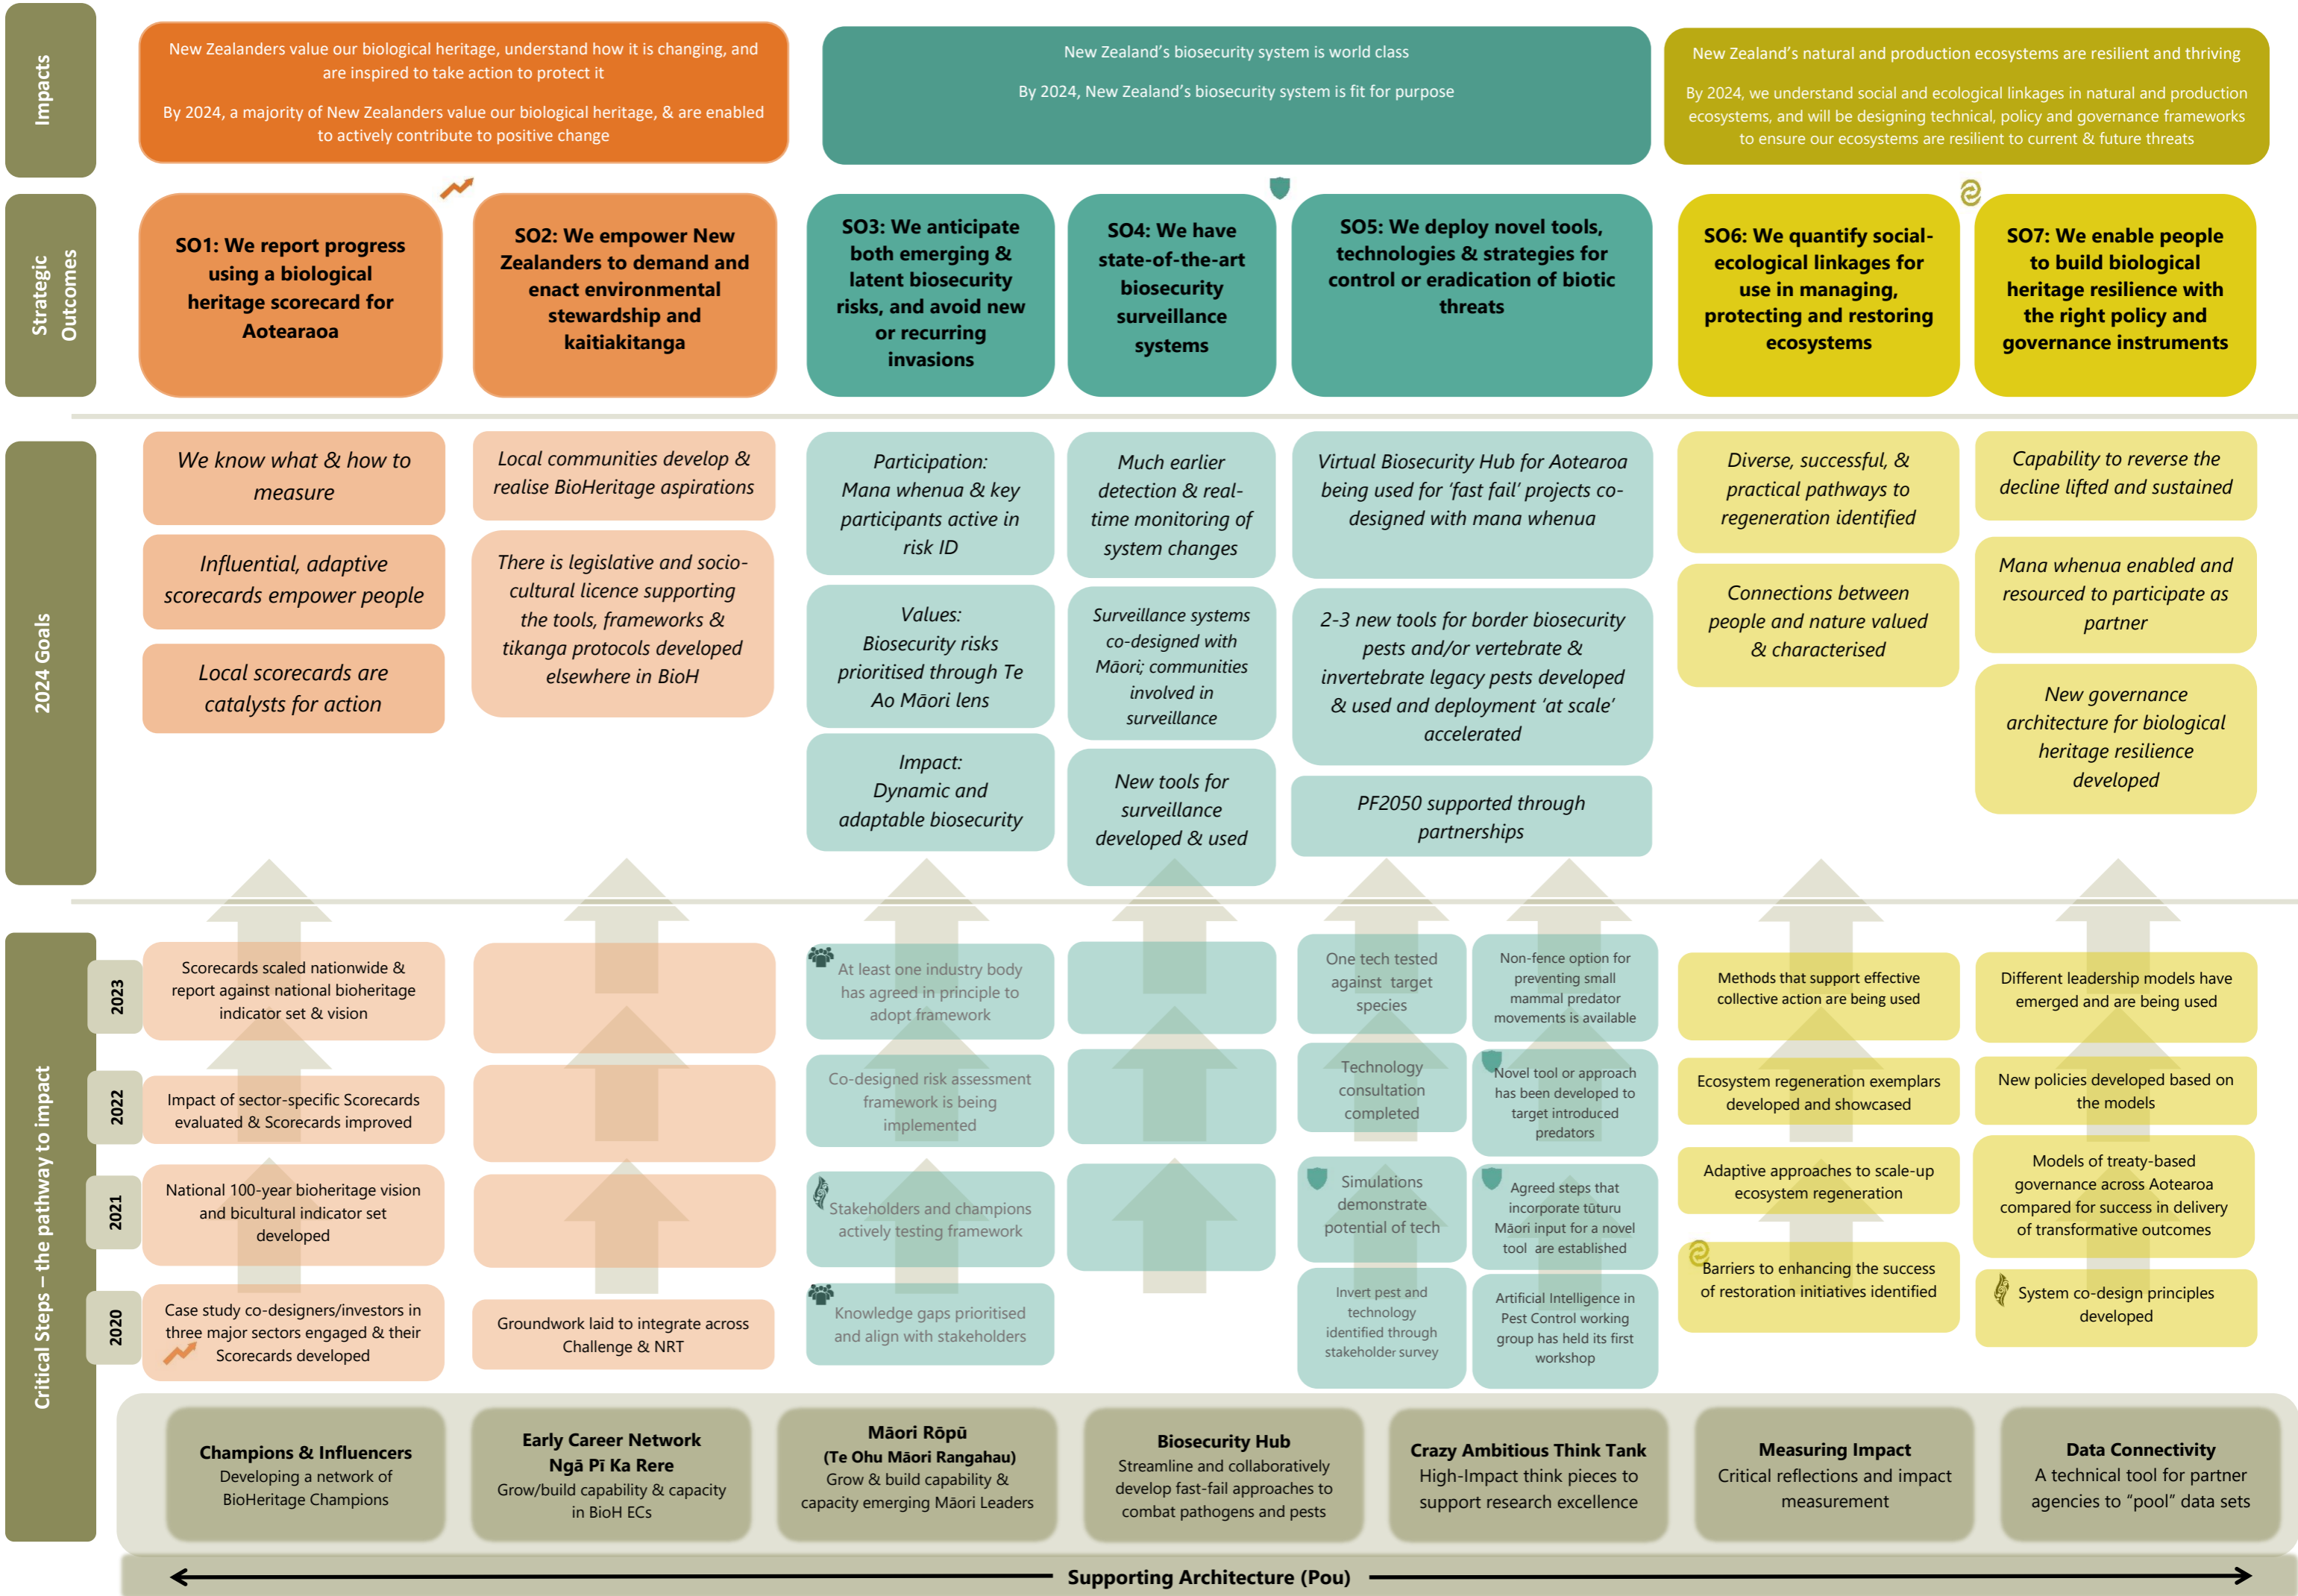 Impacts
New Zealanders value our biological heritage, understand how it is changing, and
are inspired to take action to protect it
By 2024, a majority of New Zealanders value our biological heritage, & are enabled
to actively contribute to positive change
New Zealand's biosecurity system is world class
By 2024, New Zealand's biosecurity system is fit for purpose
New Zealand's natural and production ecosystems are resilient and thriving
By 2024, we understand social and ecological linkages in natural and production
ecosystems, and will be designing technical, policy and governance frameworks
to ensure our ecosystems are resilient to current & future threats
Strategic
Outcomes
SO1: We report progress
using a biological
heritage scorecard for
Aotearaoa
SO2: We empower New
Zealanders to demand and
enact environmental
stewardship and
kaitiakitanga
SO3: We anticipate
both emerging &
latent biosecurity
risks, and avoid new
or recurring
invasions
SO4: We have
state-of-the-art
biosecurity
surveillance
systems
SO5: We deploy novel tools,
technologies & strategies for
control or eradication of biotic
threats
SO6: We quantify social-
ecological linkages for
use in managing,
protecting and restoring
ecosystems
SO7: We enable people
to build biological
heritage resilience with
the right policy and
governance instruments
2024 Goals
We know what & how to
measure
Influential, adaptive
scorecards empower people
Local scorecards are
catalysts for action
Local communities develop &
realise BioHeritage aspirations
There is legislative and socio-
cultural licence supporting
the tools, frameworks &
tikanga protocols developed
elsewhere in BioH
Participation:
Mana whenua & key
participants active in
risk ID
Values:
Biosecurity risks
prioritised through Te
Ao Māori lens
Impact:
Dynamic and
adaptable biosecurity
Much earlier
detection & real-
time monitoring of
system changes
Surveillance systems
co-designed with
Māori; communities
involved in
surveillance
New tools for
surveillance
developed & used
Virtual Biosecurity Hub for Aotearoa
being used for 'fast fail' projects co-
designed with mana whenua
2-3 new tools for border biosecurity
pests and/or vertebrate &
invertebrate legacy pests developed
& used and deployment 'at scale'
accelerated
PF2050 supported through
partnerships
Diverse, successful, &
practical pathways to
regeneration identified
Connections between
people and nature valued
& characterised
Capability to reverse the
decline lifted and sustained
Mana whenua enabled and
resourced to participate as
partner
New governance
architecture for biological
heritage resilience
developed
Critical Steps – the pathway to impact
2023
Scorecards scaled nationwide &
report against national bioheritage
indicator set & vision
At least one industry body
has agreed in principle to
adopt framework
One tech tested
against target
species
Non-fence option for
preventing small
mammal predator
movements is available
Methods that support effective
collective action are being used
Different leadership models have
emerged and are being used
2022
Impact of sector-specific Scorecards
evaluated & Scorecards improved
Co-designed risk assessment
framework is being
implemented
Technology
consultation
completed
Novel tool or approach
has been developed to
target introduced
predators
Ecosystem regeneration exemplars
developed and showcased
New policies developed based on
the models
2021
National 100-year bioheritage vision
and bicultural indicator set
developed
Stakeholders and champions
actively testing framework
Simulations
demonstrate
potential of tech
Agreed steps that
incorporate tūturu
Māori input for a novel
tool are established
Adaptive approaches to scale-up
ecosystem regeneration
Models of treaty-based
governance across Aotearoa
compared for success in delivery
of transformative outcomes
2020
Case study co-designers/investors in
three major sectors engaged & their
Scorecards developed
Groundwork laid to integrate across
Challenge & NRT
Knowledge gaps prioritised
and align with stakeholders
Invert pest and
technology
identified through
stakeholder survey
Artificial Intelligence in
Pest Control working
group has held its first
workshop
Barriers to enhancing the success
of restoration initiatives identified
System co-design principles
developed
Champions & Influencers
Developing a network of
BioHeritage Champions
Early Career Network
Ngā Pī Ka Rere
Grow/build capability & capacity
in BioH ECs
Māori Rōpū
(Te Ohu Māori Rangahau)
Grow & build capability &
capacity emerging Māori Leaders
Biosecurity Hub
Streamline and collaboratively
develop fast-fail approaches to
combat pathogens and pests
Crazy Ambitious Think Tank
High-Impact think pieces to
support research excellence
Measuring Impact
Critical reflections and impact
measurement
Data Connectivity
A technical tool for partner
agencies to "pool" data sets
Supporting Architecture (Pou)